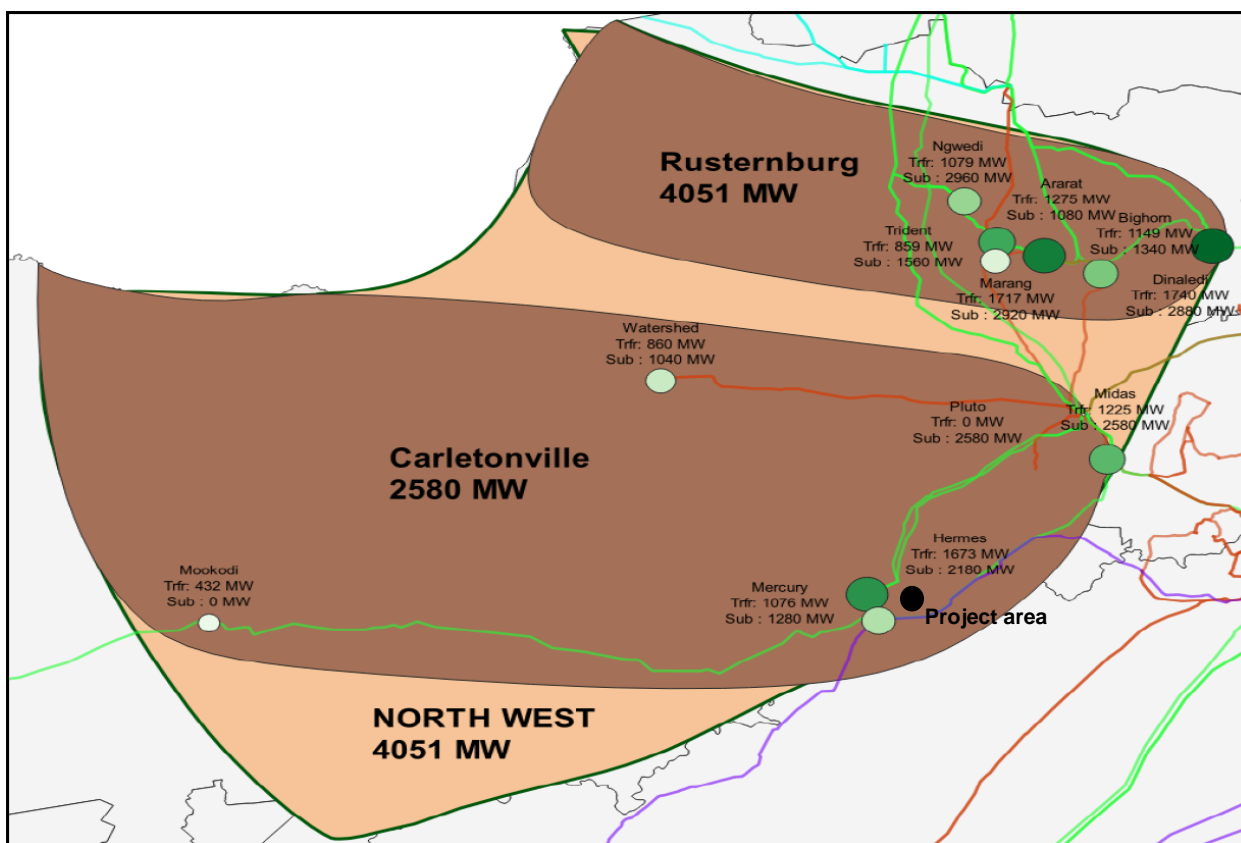 Rusternburg
4051 MW
Ngwedi
Trfr: 1079 MW
Sub : 2960 MW
Ararat
Trfr: 1275 MW
Sub : 1080 MW
Bighorn
Trfr: 1149 MW
Sub : 1340 MW
Trident
Trfr: 859 MW
Sub : 1560 MW
Marang
Trfr: 1717 MW
Sub : 2920 MW
Dinaledi
Trfr: 1740 MW
Sub : 2880 MW
Watershed
Trfr: 860 MW
Sub : 1040 MW
Midas
Trfr: 1225 MW
Sub : 2580 MW
Pluto
Trfr: 0 MW
Sub : 2580 MW
Carletonville
2580 MW
Hermes
Trfr: 1673 MW
Sub : 2180 MW
Mookodi
Trfr: 432 MW
Sub : 0 MW
Mercury
Trfr: 1076 MW
Sub : 1280 MW
Project area
NORTH WEST
4051 MW